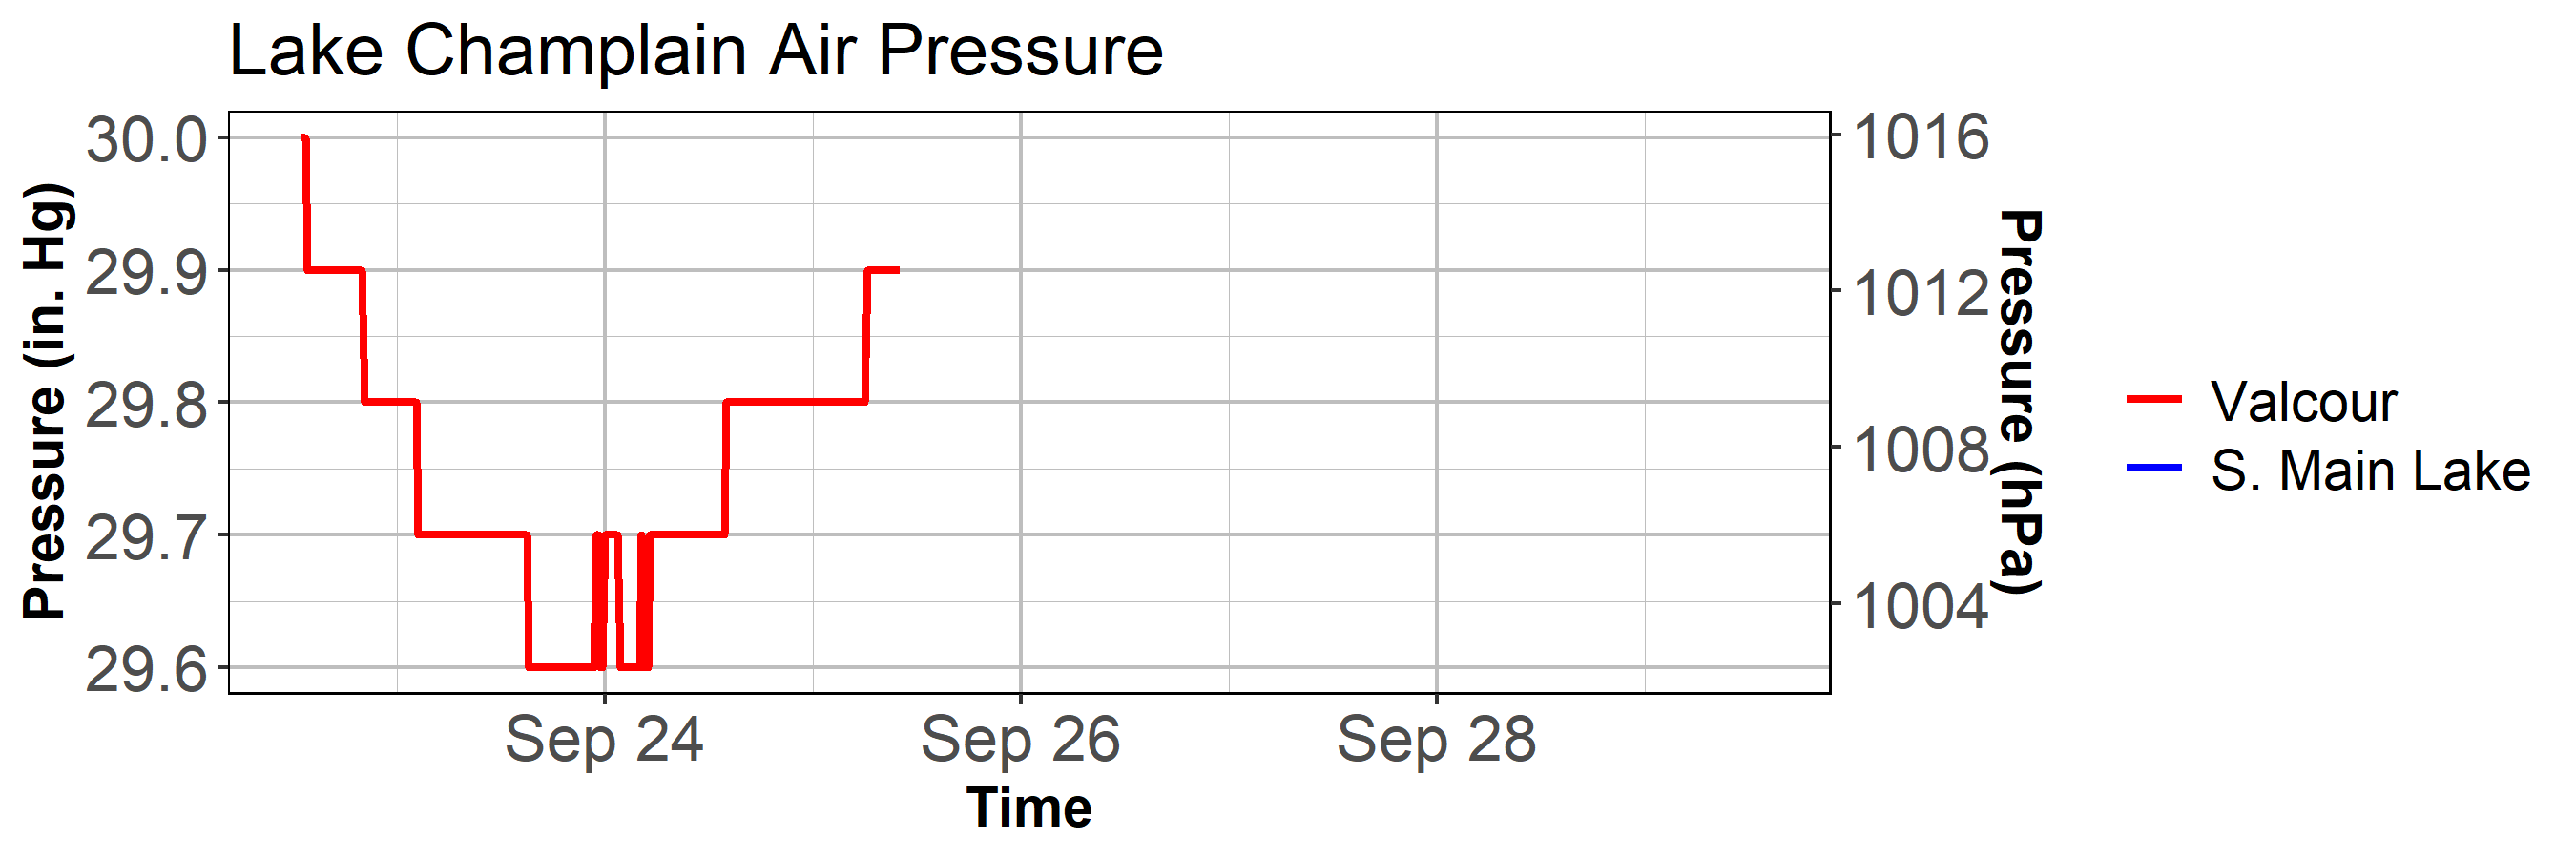 Lake Champlain Air Pressure
Pressure (in. Hg)
30.0
29.9
29.8
29.7
29.6
1016
1012
1008
1004
Pressure (hPa)
Sep 24
Sep 26
Sep 28
Time
Valcour
S. Main Lake